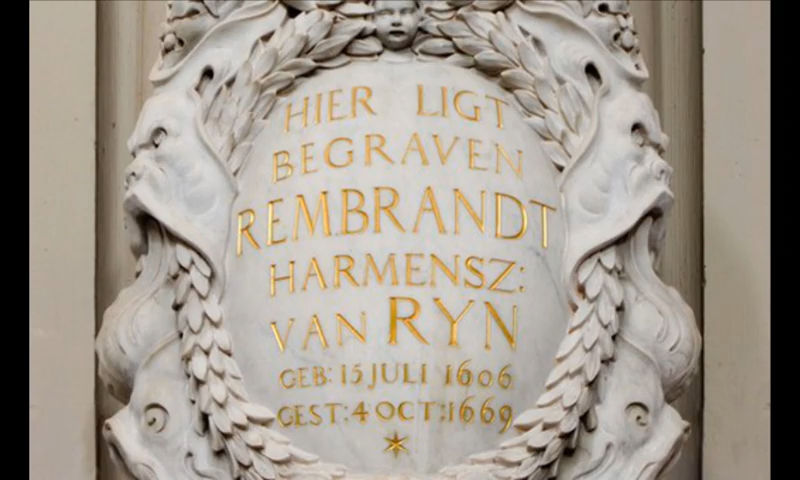 HIER LIGT
BEGRAVEN
REMBRANDT
HARMENSZ:
VAN RYN
GEB: 15 JULI 1606
GEST: 4 OCT: 1669